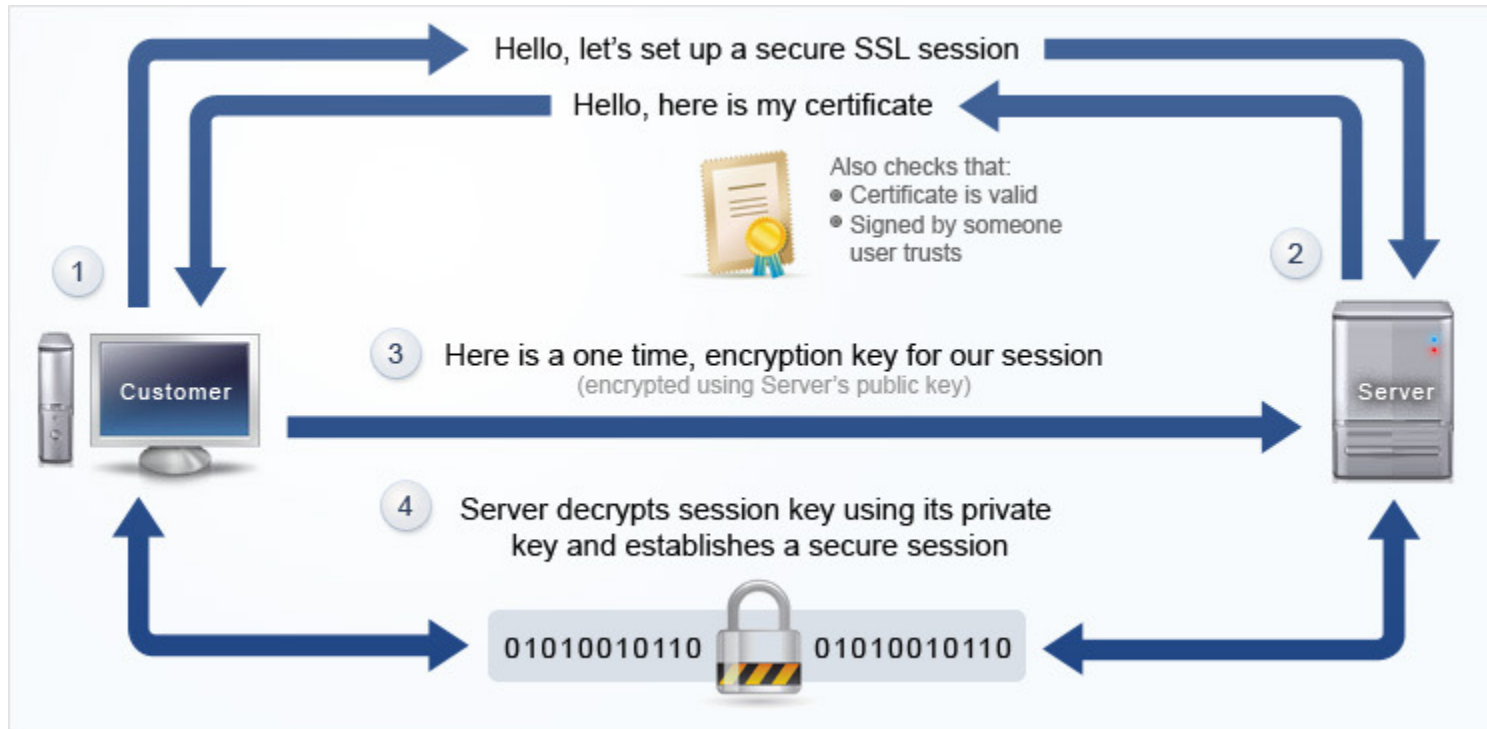 Hello, let's set up a secure SSL session
Hello, here is my certificate
Also checks that:
• Certificate is valid
• Signed by someone
user trusts
1
2
3
Here is a one time, encryption key for our session
(encrypted using Server's public key)
Customer
Server
4
Server decrypts session key using its private
key and establishes a secure session
01010010110
01010010110